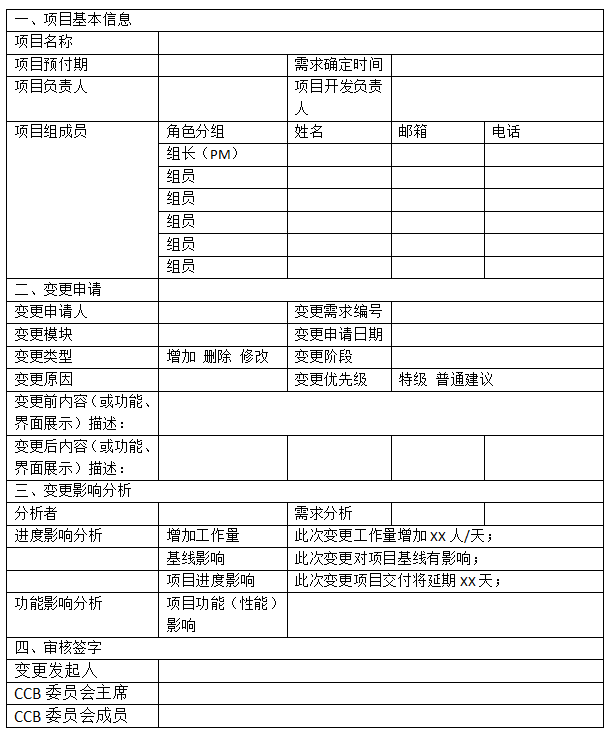 一、项目基本信息
项目名称
项目预付期 需求确定时间
项目负责人 项目开发负责
人
项目组成员 角色分组 姓名 邮箱 电话
组长（PM）
组员
组员
组员
组员
组员
二、变更申请
变更申请人 变更需求编号
变更模块 变更申请日期
变更类型 增加 删除 修改 变更阶段
变更原因 变更优先级 特级 普通建议
变更前内容（或功能、
界面展示）描述：
变更后内容（或功能、
界面展示）描述：
三、变更影响分析
分析者 需求分析
进度影响分析 增加工作量 此次变更工作量增加 xx 人/天；
基线影响 此次变更对项目基线有影响；
项目进度影响 此次变更项目交付将延期 xx 天；
功能影响分析 项目功能（性能）
影响
四、审核签字
变更发起人
CCB 委员会主席
CCB 委员会成员